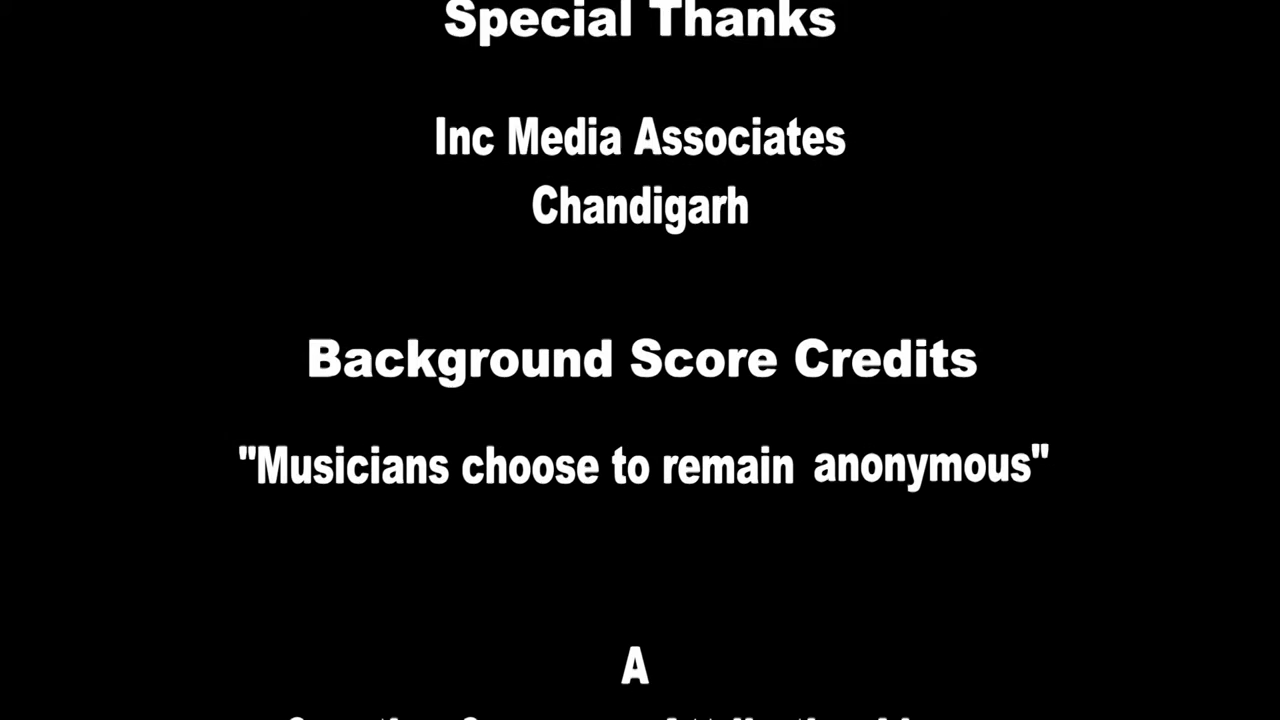 Special Thanks
Inc Media Associates
Chandigarh
Background Score Credits
"Musicians choose to remain anonymous"
A